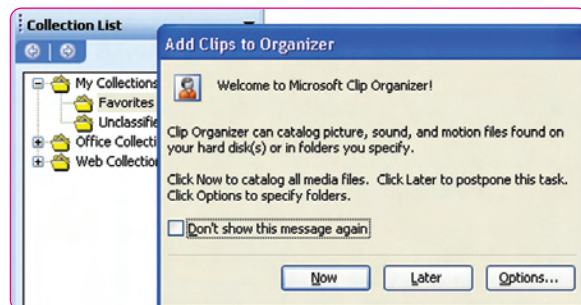 Collection List
Add Clips to Organizer
My Collections
Favorites
Unclassifie
Office Collecti
Web Collection
Welcome to Microsoft Clip Organizer!
Clip Organizer can catalog picture, sound, and motion files found on
your hard disk(s) or in folders you specify.
Click Now to catalog all media files. Click Later to postpone this task.
Click Options to specify folders.
Don't show this message again
Now
Later
Options...